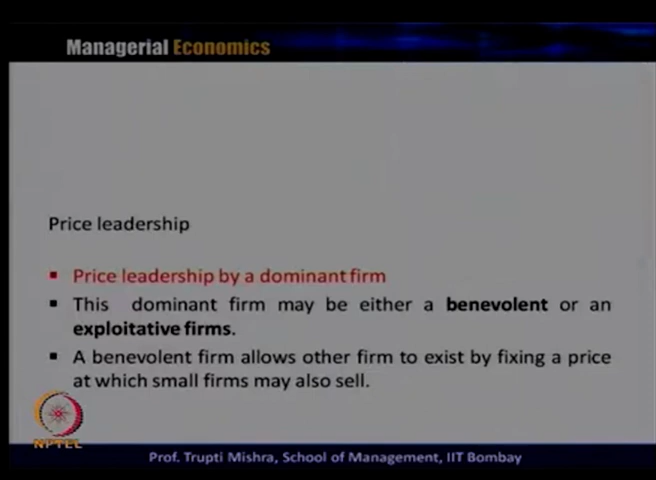 Managerial Economics
Price leadership
▪ Price leadership by a dominant firm
▪ This dominant firm may be either a benevolent or an
exploitative firms.
▪ A benevolent firm allows other firm to exist by fixing a price
at which small firms may also sell.
NPTEL
Prof. Trupti Mishra, School of Management, IIT Bombay